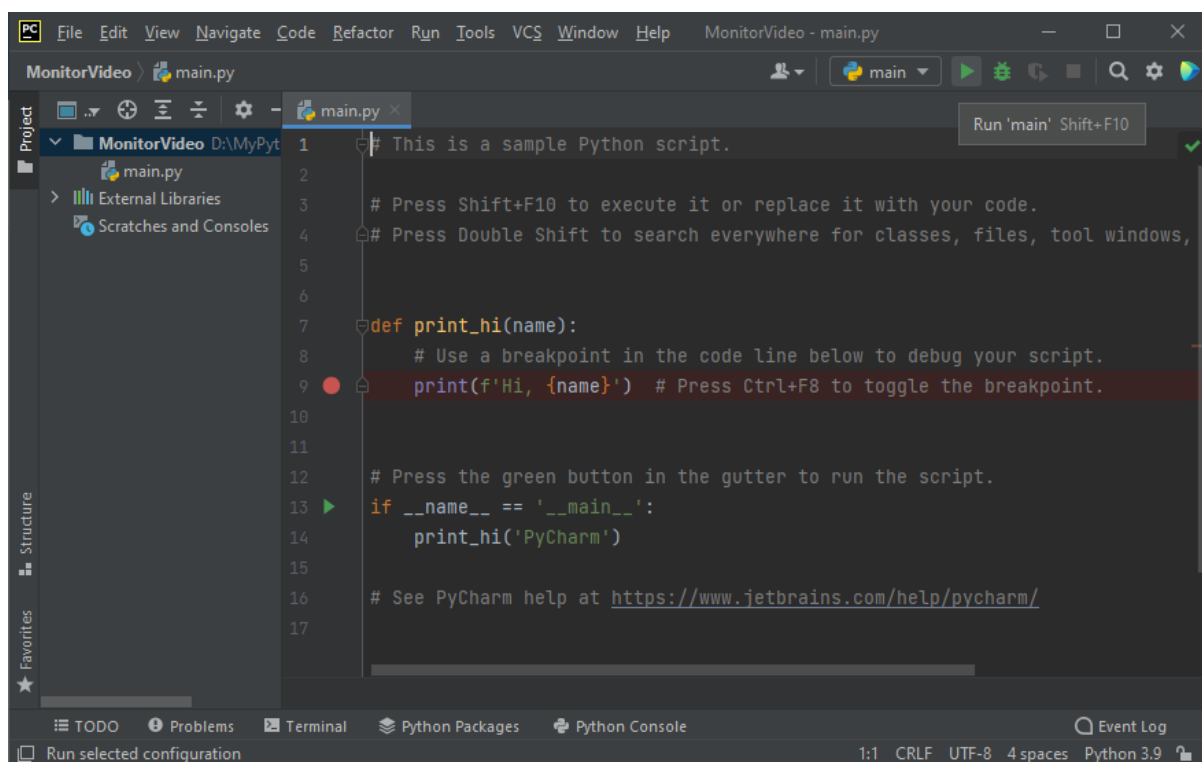 PC File Edit View Navigate Code Refactor Run Tools VCS Window Help MonitorVideo - main.py
MonitorVideo main.py main
Project main.py
Run 'main' Shift+F10
MonitorVideo D:\MyPyt
main.py
External Libraries
Scratches and Consoles
1 # This is a sample Python script.
2
3 # Press Shift+F10 to execute it or replace it with your code.
4 # Press Double Shift to search everywhere for classes, files, tool windows,
5
6
7 def print_hi(name):
8 # Use a breakpoint in the code line below to debug your script.
9 print(f'Hi, {name}') # Press Ctrl+F8 to toggle the breakpoint.
10
11
12 # Press the green button in the gutter to run the script.
13 if __name__ == '__main__':
14 print_hi('PyCharm')
15
16 # See PyCharm help at https://www.jetbrains.com/help/pycharm/
17
Structure
Favorites
TODO Problems Terminal Python Packages Python Console Event Log
Run selected configuration 1:1 CRLF UTF-8 4 spaces Python 3.9